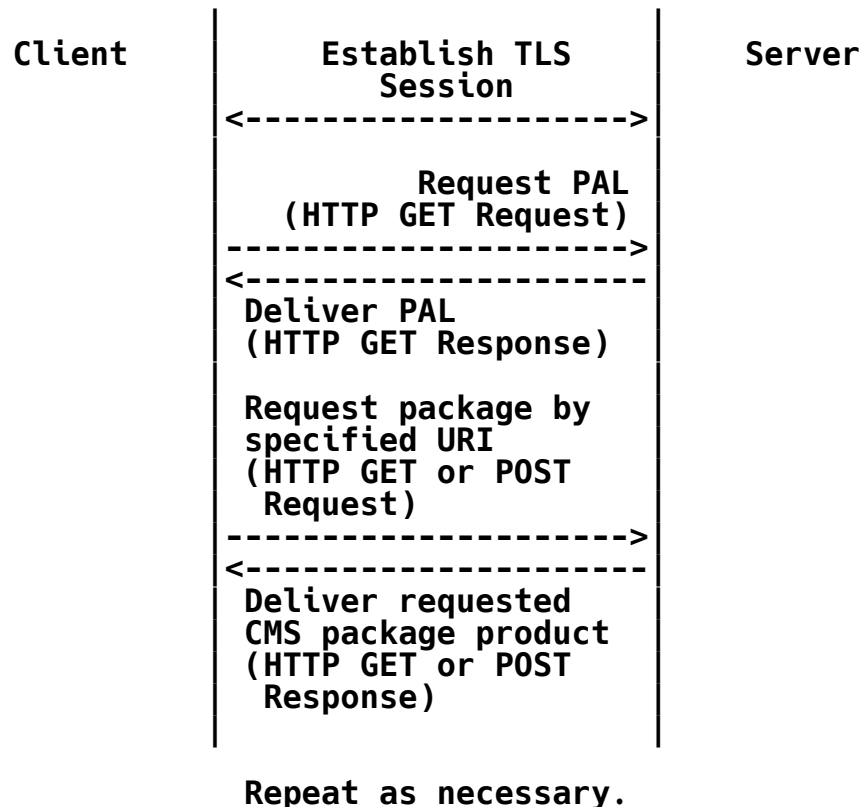 Client Establish TLS Server
Session
<--------------------->
Request PAL
(HTTP GET Request)
--------------------->
<---------------------
Deliver PAL
(HTTP GET Response)
Request package by
specified URI
(HTTP GET or POST
Request)
--------------------->
<---------------------
Deliver requested
CMS package product
(HTTP GET or POST
Response)
Repeat as necessary.